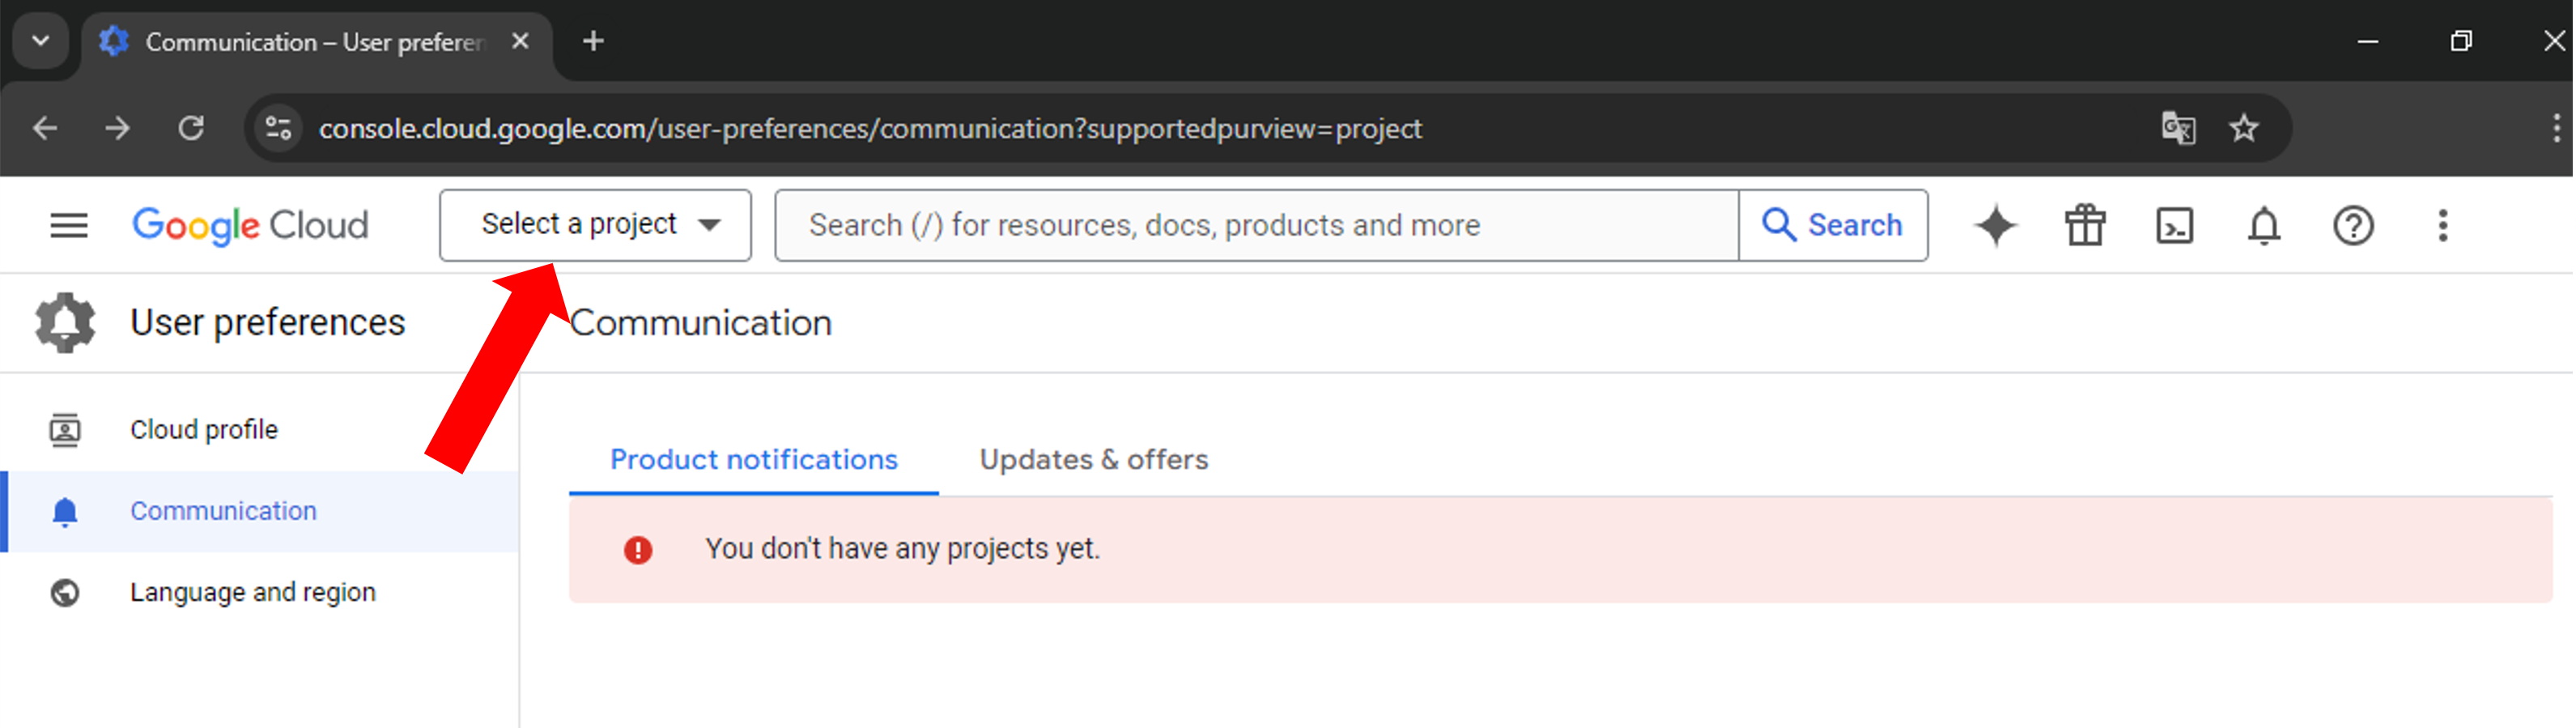 Communication – User preferen
console.cloud.google.com/user-preferences/communication?supportedpurview=project
Google Cloud
Select a project
Search (/) for resources, docs, products and more
Search
User preferences
Communication
Cloud profile
Communication
Language and region
Product notifications
Updates & offers
You don't have any projects yet.